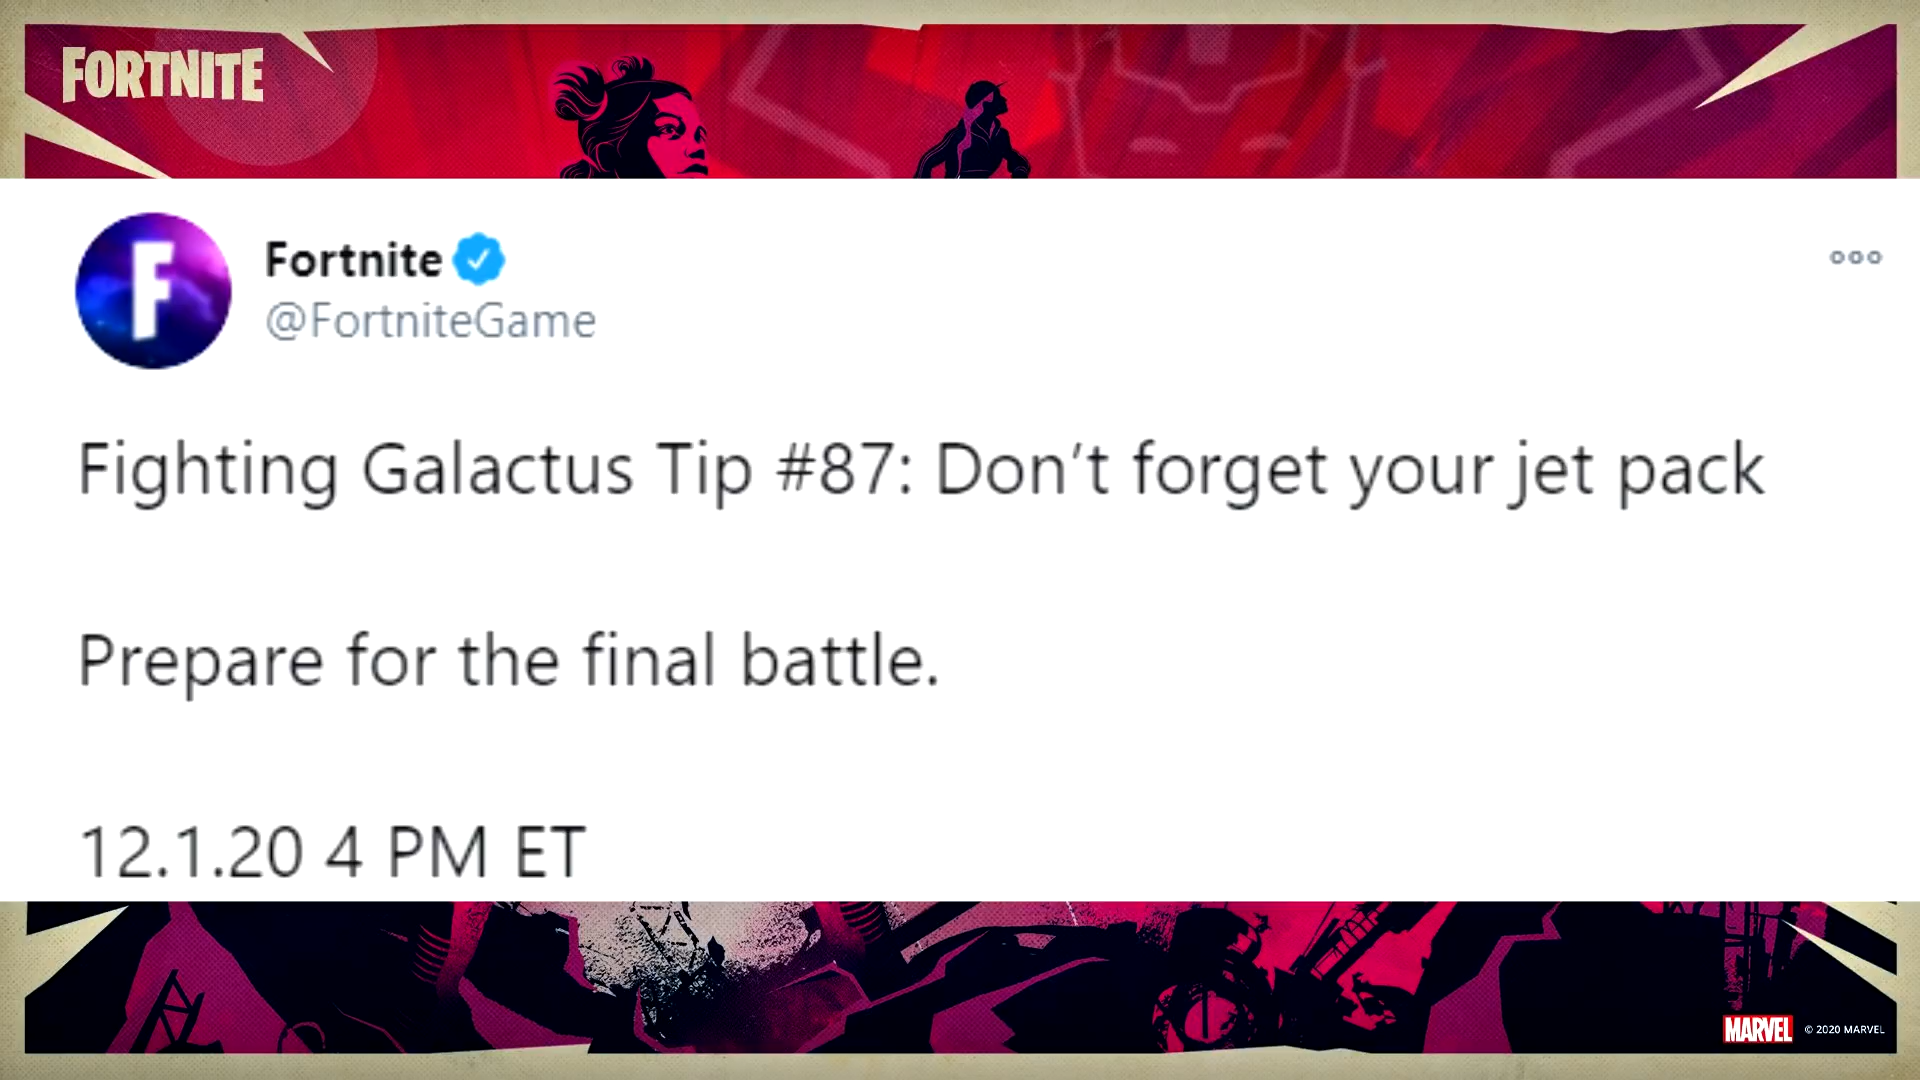 FORTNITE
F
Fortnite
@FortniteGame
Fighting Galactus Tip #87: Don’t forget your jet pack
Prepare for the final battle.
12.1.20 4 PM ET
MARVEL © 2020 MARVEL